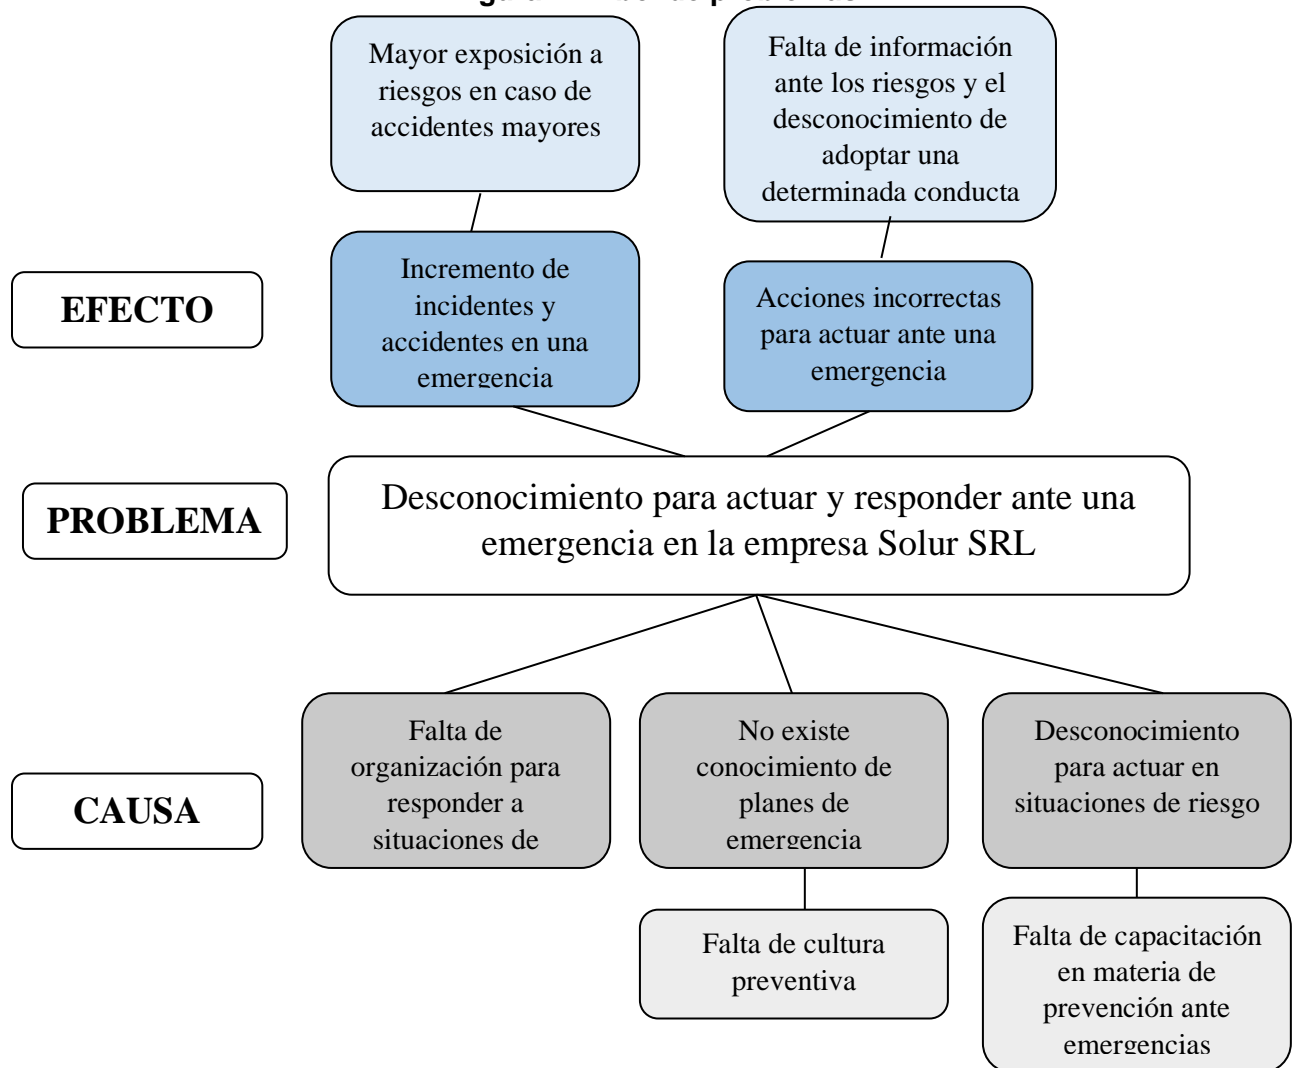 Mayor exposición a
riesgos en caso de
accidentes mayores
Falta de información
ante los riesgos y el
desconocimiento de
adoptar una
determinada conducta
EFECTO
Incremento de
incidentes y
accidentes en una
emergencia
Acciones incorrectas
para actuar ante una
emergencia
PROBLEMA
Desconocimiento para actuar y responder ante una
emergencia en la empresa Solur SRL
CAUSA
Falta de
organización para
responder a
situaciones de
No existe
conocimiento de
planes de
emergencia
Desconocimiento
para actuar en
situaciones de riesgo
Falta de cultura
preventiva
Falta de capacitación
en materia de
prevención ante
emergencias